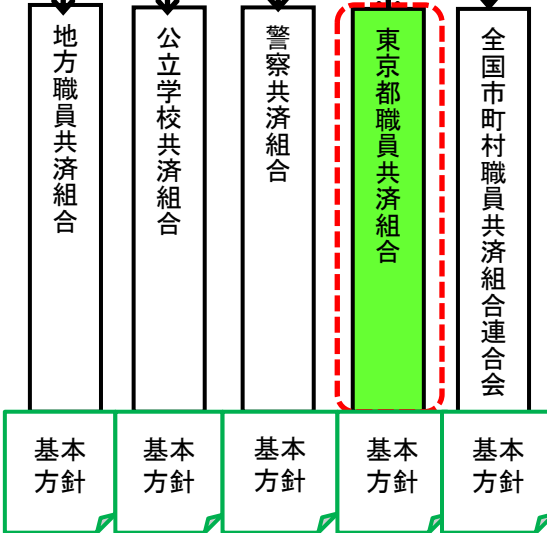 地方職員共済組合
公立学校共済組合
警察共済組合
東京都職員共済組合
全国市町村職員共済組合連合会
基本
方針
基本
方針
基本
方針
基本
方針
基本
方針